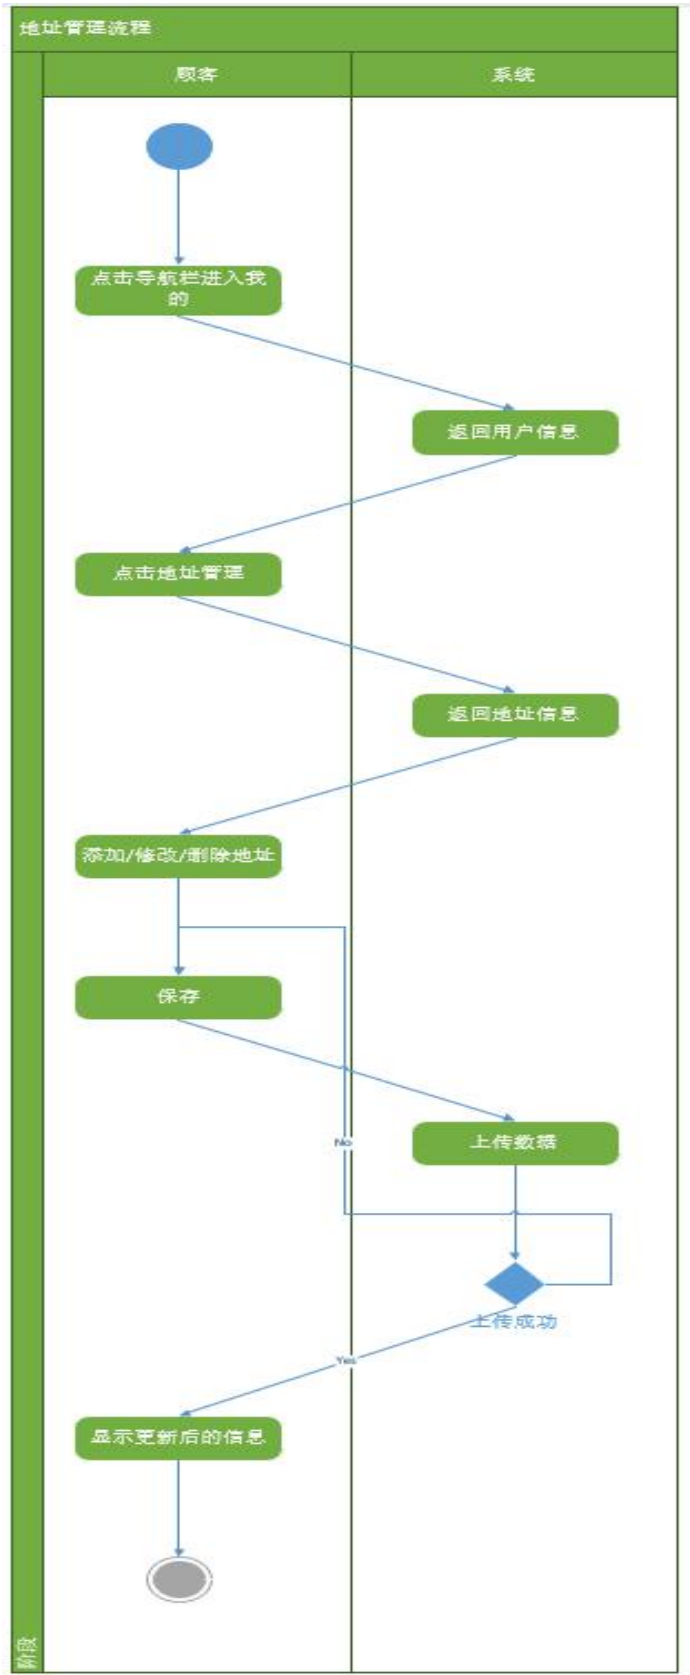 地址管理流程
顾客
系统
点击导航栏进入我
的
返回用户信息
点击地址管理
返回地址信息
添加/修改/删除地址
保存
No
上传数据
上传成功
Yes
显示更新后的信息
阶段